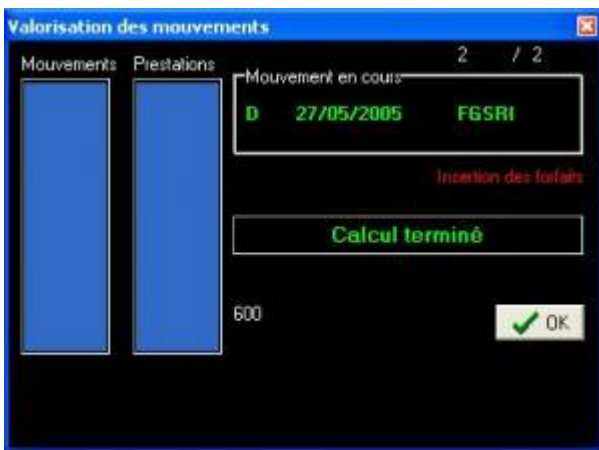 Valorisation des mouvements
Mouvements Prestations
2 / 2
Mouvement en cours
D 27/05/2005 FGSRI
Insertion des forfaits
Calcul terminé
600
OK